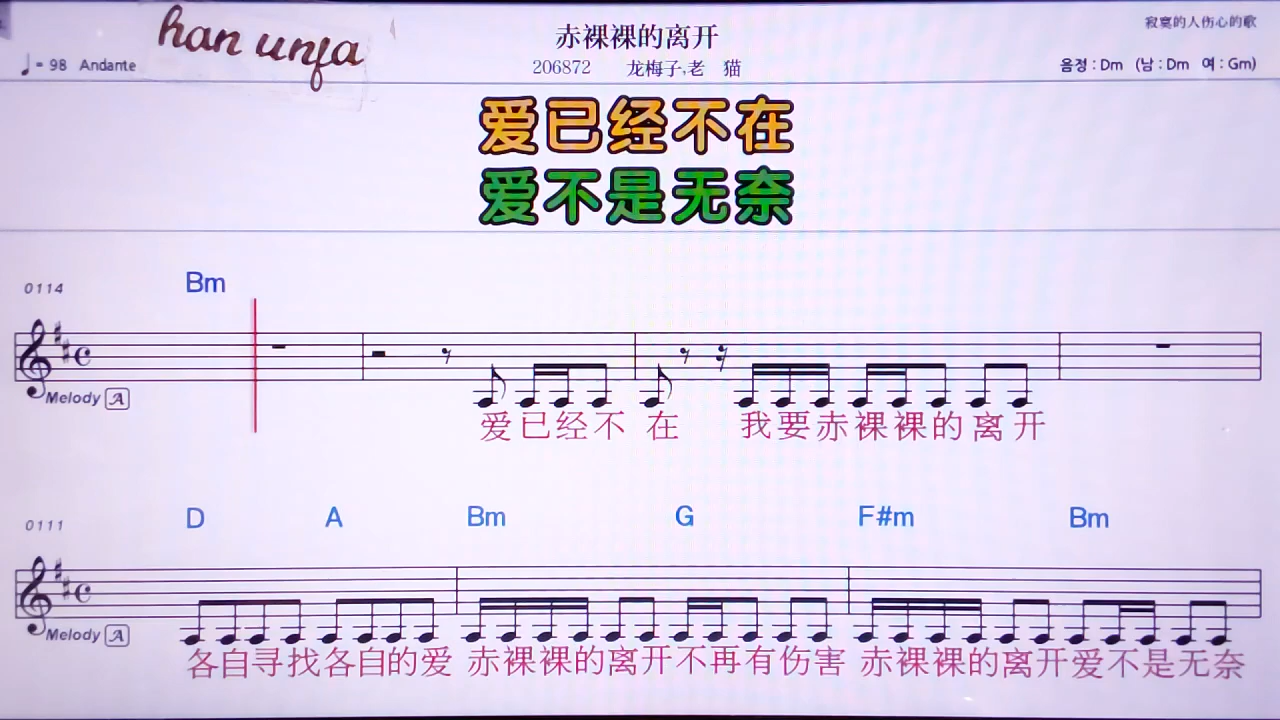 han unfa
赤裸裸的离开
寂寞的人伤心的歌
♩= 98 Andante
206872 龙梅子,老 猫
음정 : Dm (남 : Dm 여 : Gm)
爱已经不在
爱不是无奈
0114 Bm
Melody A
爱已经不 在 我要赤裸裸的离开
0111 D A Bm G F#m Bm
Melody A
各自寻找各自的爱 赤裸裸的离开不再有伤害 赤裸裸的离开爱不是无奈